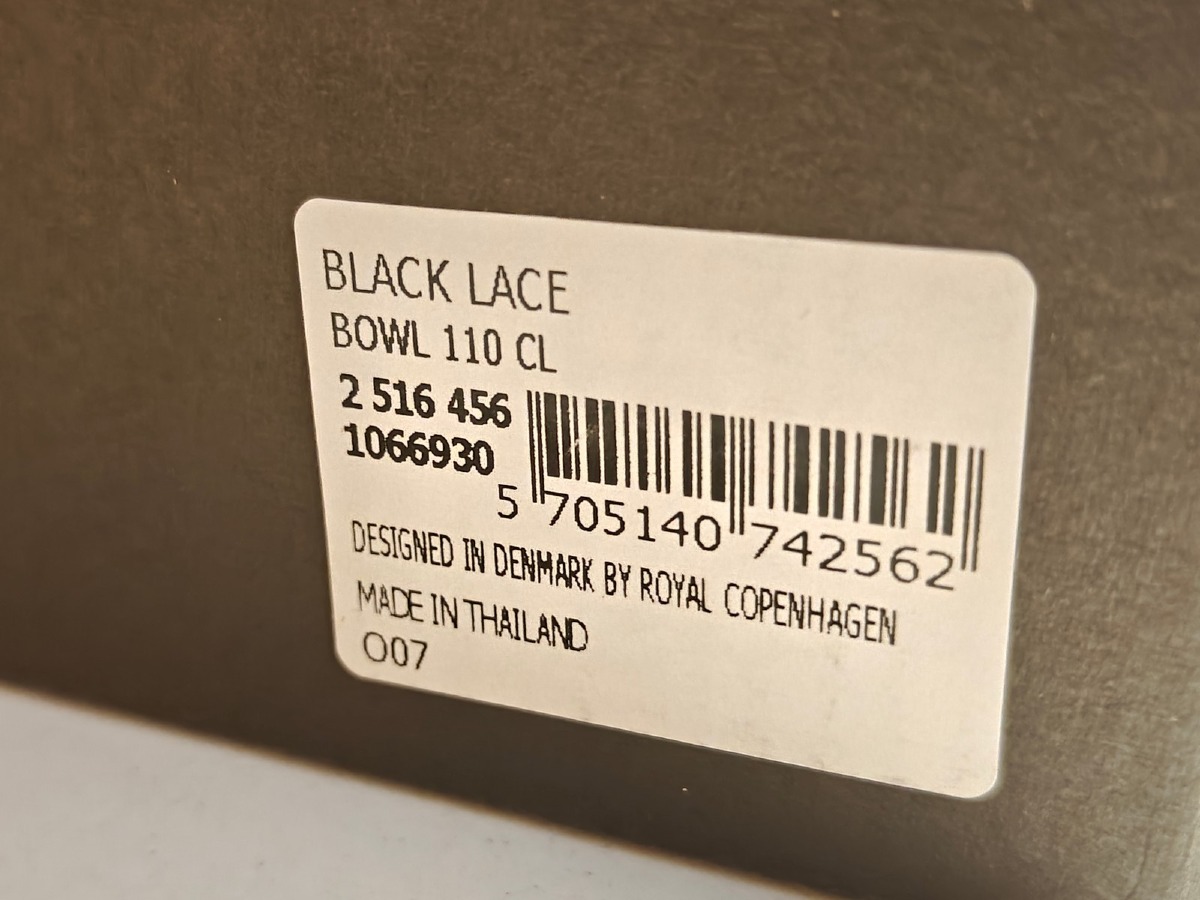 BLACK LACE
BOWL 110 CL
2 516 456
1066930
5 705140 742562
DESIGNED IN DENMARK BY ROYAL COPENHAGEN
MADE IN THAILAND
O07